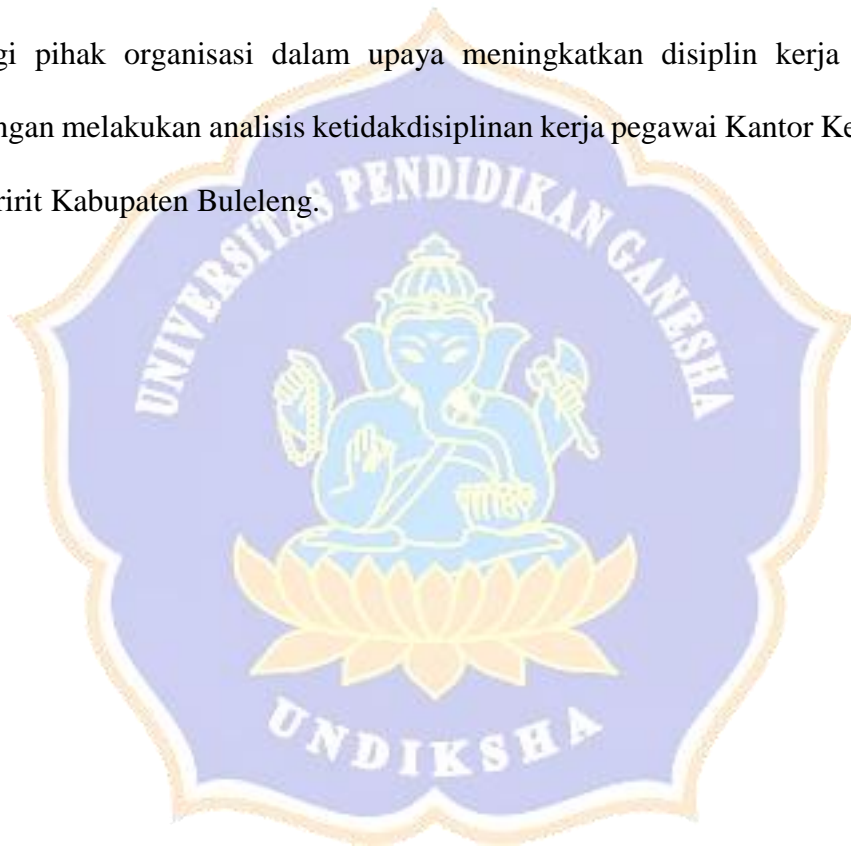 gi pihak organisasi dalam upaya meningkatkan disiplin kerja
ngan melakukan analisis ketidakdisiplinan kerja pegawai Kantor Ke
ririt Kabupaten Buleleng.
UNIVERSITAS PENDIDIKAN GANESHA
UNDIKSHA